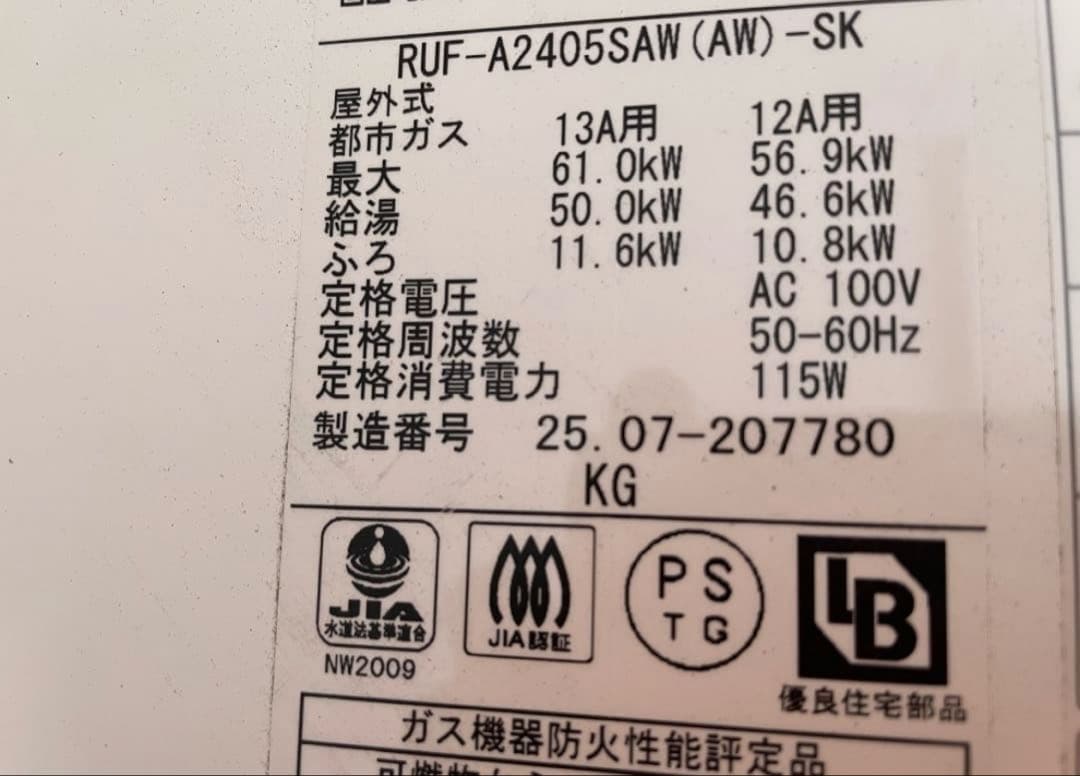 RUF-A2405SAW(AW)-SK
屋外式
都市ガス 13A用 12A用
最大 61.0kW 56.9kW
給湯 50.0kW 46.6kW
ふろ 11.6kW 10.8kW
定格電圧 AC 100V
定格周波数 50-60Hz
定格消費電力 115W
製造番号 25.07-207780
KG
JIA
水道法基準適合
NW2009
JIA認証
PS
TG
LB
優良住宅部品
ガス機器防火性能評定品
可燃物から